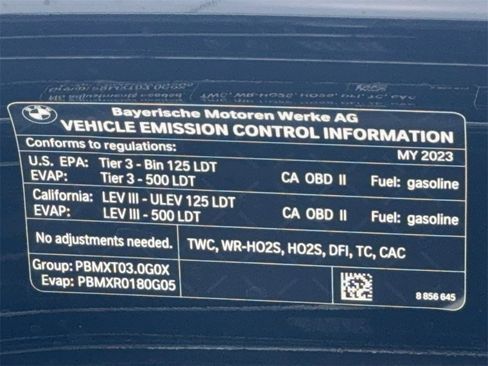 BMW
Bayerische Motoren Werke AG
VEHICLE EMISSION CONTROL INFORMATION
Conforms to regulations: MY 2023
U.S. EPA: Tier 3 - Bin 125 LDT
EVAP: Tier 3 - 500 LDT CA OBD II Fuel: gasoline
California: LEV III - ULEV 125 LDT
EVAP: LEV III - 500 LDT CA OBD II Fuel: gasoline
No adjustments needed. TWC, WR-HO2S, HO2S, DFI, TC, CAC
Group: PBMXT03.0G0X
Evap: PBMXR0180G05
8 856 645